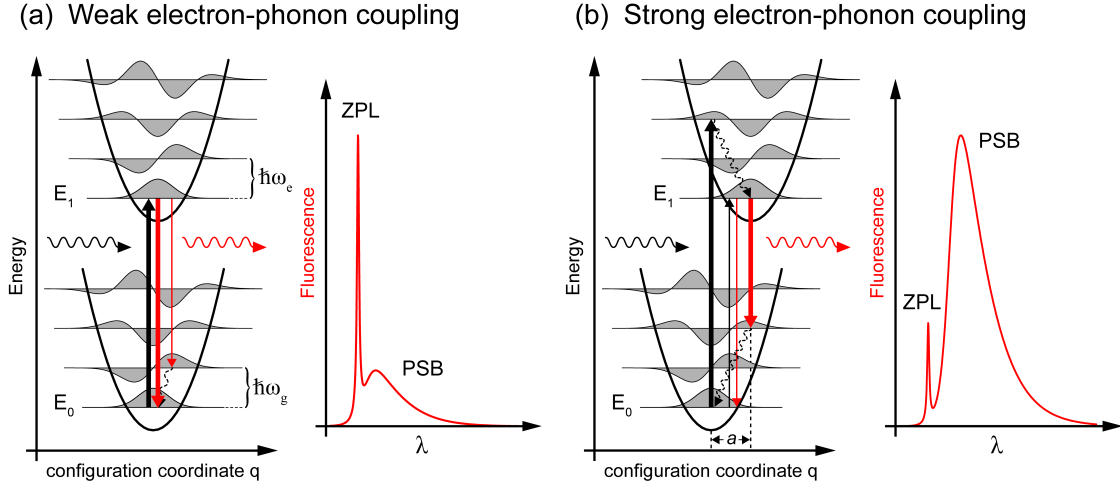 (a) Weak electron-phonon coupling
Energy
E₁
E₀
ħωₑ
ħω_g
configuration coordinate q
Fluorescence
ZPL
PSB
λ
(b) Strong electron-phonon coupling
Energy
E₁
E₀
a
configuration coordinate q
Fluorescence
ZPL
PSB
λ